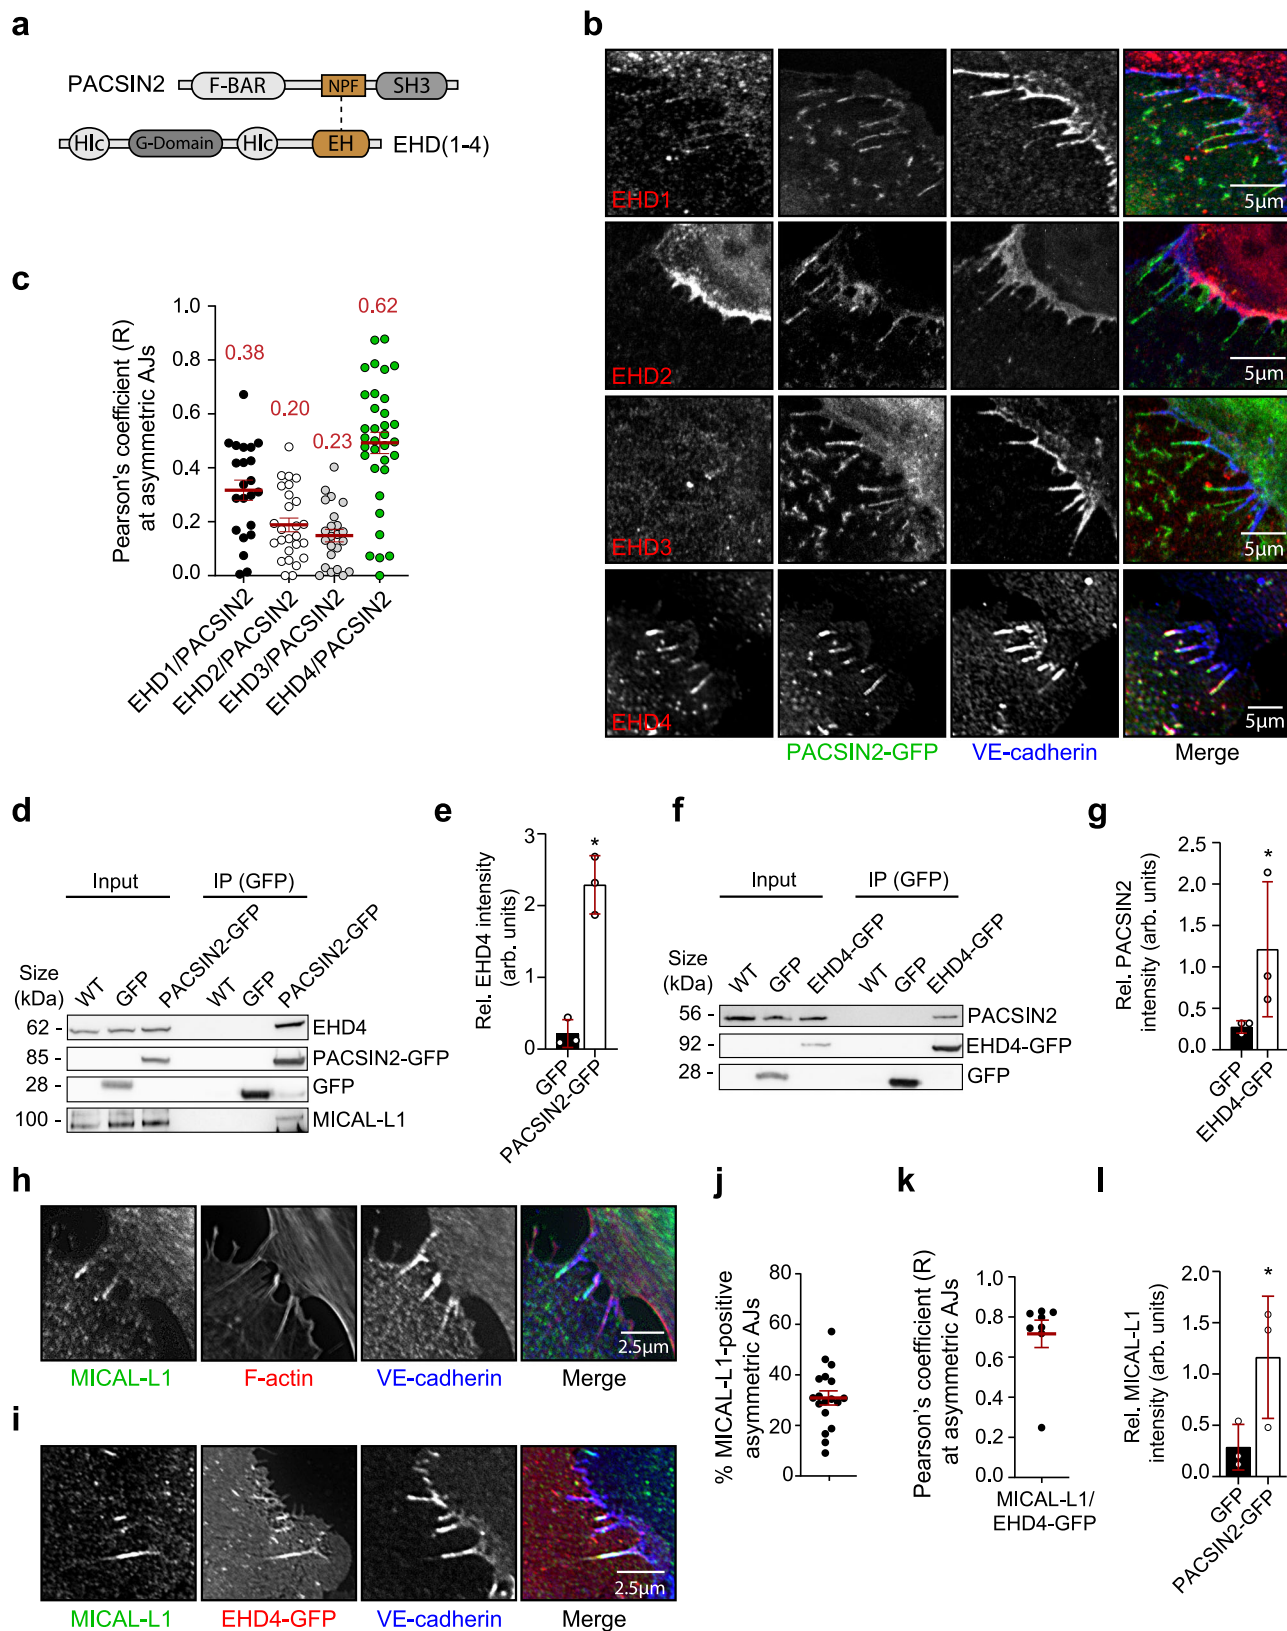 a
PACSIN2
F-BAR
NPF
SH3
Hlc
G-Domain
Hlc
EH
EHD(1-4)
b
EHD1
5µm
EHD2
5µm
EHD3
5µm
EHD4
5µm
PACSIN2-GFP
VE-cadherin
Merge
c
Pearson's coefficient (R)
at asymmetric AJs
1.0
0.8
0.6
0.4
0.2
0.0
0.38
0.20
0.23
0.62
EHD1/PACSIN2
EHD2/PACSIN2
EHD3/PACSIN2
EHD4/PACSIN2
d
Input
IP (GFP)
Size
(kDa)
WT
GFP
PACSIN2-GFP
WT
GFP
PACSIN2-GFP
62 -
EHD4
85 -
PACSIN2-GFP
28 -
GFP
100 -
MICAL-L1
e
Rel. EHD4 intensity
(arb. units)
3
2
1
0
*
GFP
PACSIN2-GFP
f
Input
IP (GFP)
Size
(kDa)
WT
GFP
EHD4-GFP
WT
GFP
EHD4-GFP
56 -
PACSIN2
92 -
EHD4-GFP
28 -
GFP
g
Rel. PACSIN2
intensity (arb. units)
2.5
2.0
1.5
1.0
0.5
0.0
*
GFP
EHD4-GFP
h
2.5µm
MICAL-L1
F-actin
VE-cadherin
Merge
i
2.5µm
MICAL-L1
EHD4-GFP
VE-cadherin
Merge
j
% MICAL-L1-positive
asymmetric AJs
80
60
40
20
0
k
Pearson's coefficient (R)
at asymmetric AJs
1.0
0.8
0.6
0.4
0.2
0.0
MICAL-L1/
EHD4-GFP
l
Rel. MICAL-L1
intensity (arb. units)
2.0
1.5
1.0
0.5
0.0
*
GFP
PACSIN2-GFP